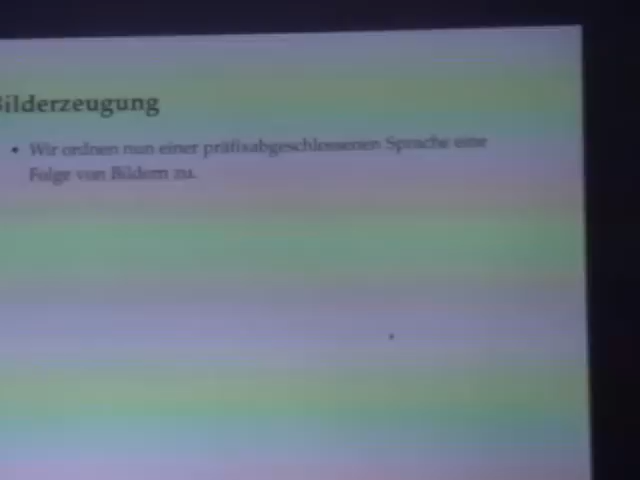 Bilderzeugung
• Wir ordnen nun einer präfixabgeschlossenen Sprache eine
Folge von Bildern zu.